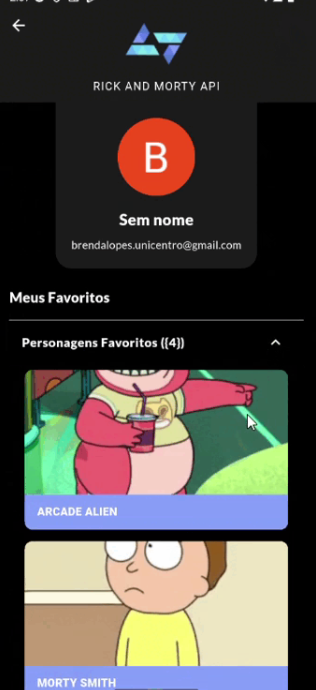 RICK AND MORTY API
B
Sem nome
brendalopes.unicentro@gmail.com
Meus Favoritos
Personagens Favoritos ({4})
ARCADE ALIEN
MORTY SMITH